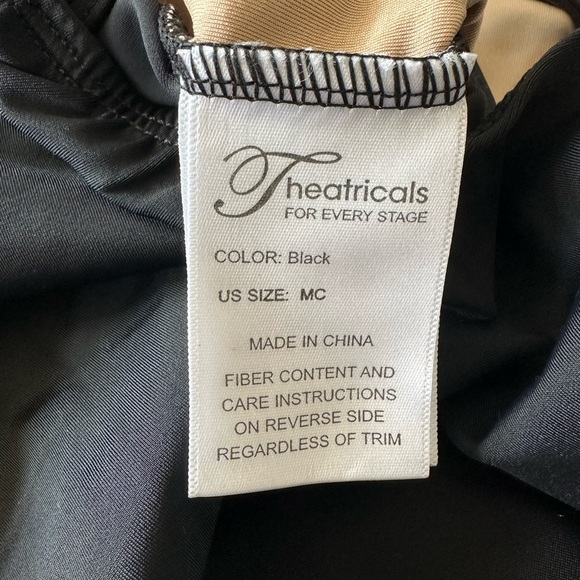 Theatricals
FOR EVERY STAGE
COLOR: Black
US SIZE: MC
MADE IN CHINA
FIBER CONTENT AND
CARE INSTRUCTIONS
ON REVERSE SIDE
REGARDLESS OF TRIM